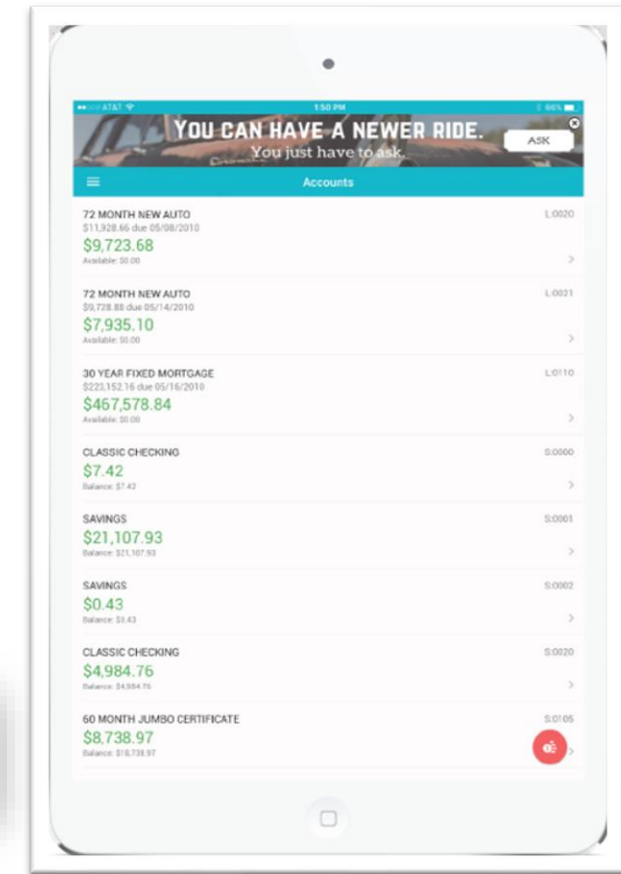 AT&T 1:50 PM 66%
YOU CAN HAVE A NEWER RIDE.
You just have to ask.
ASK
Accounts
72 MONTH NEW AUTO L:0020
$11,928.66 due 05/08/2010
$9,723.68
Available: $0.00
72 MONTH NEW AUTO L:0021
$9,728.88 due 05/14/2010
$7,935.10
Available: $0.00
30 YEAR FIXED MORTGAGE L:0110
$223,152.16 due 05/16/2010
$467,578.84
Available: $0.00
CLASSIC CHECKING S:0000
$7.42
Balance: $7.42
SAVINGS S:0001
$21,107.93
Balance: $21,107.93
SAVINGS S:0002
$0.43
Balance: $0.43
CLASSIC CHECKING S:0020
$4,984.76
Balance: $4,984.76
60 MONTH JUMBO CERTIFICATE S:0105
$8,738.97
Balance: $18,738.97